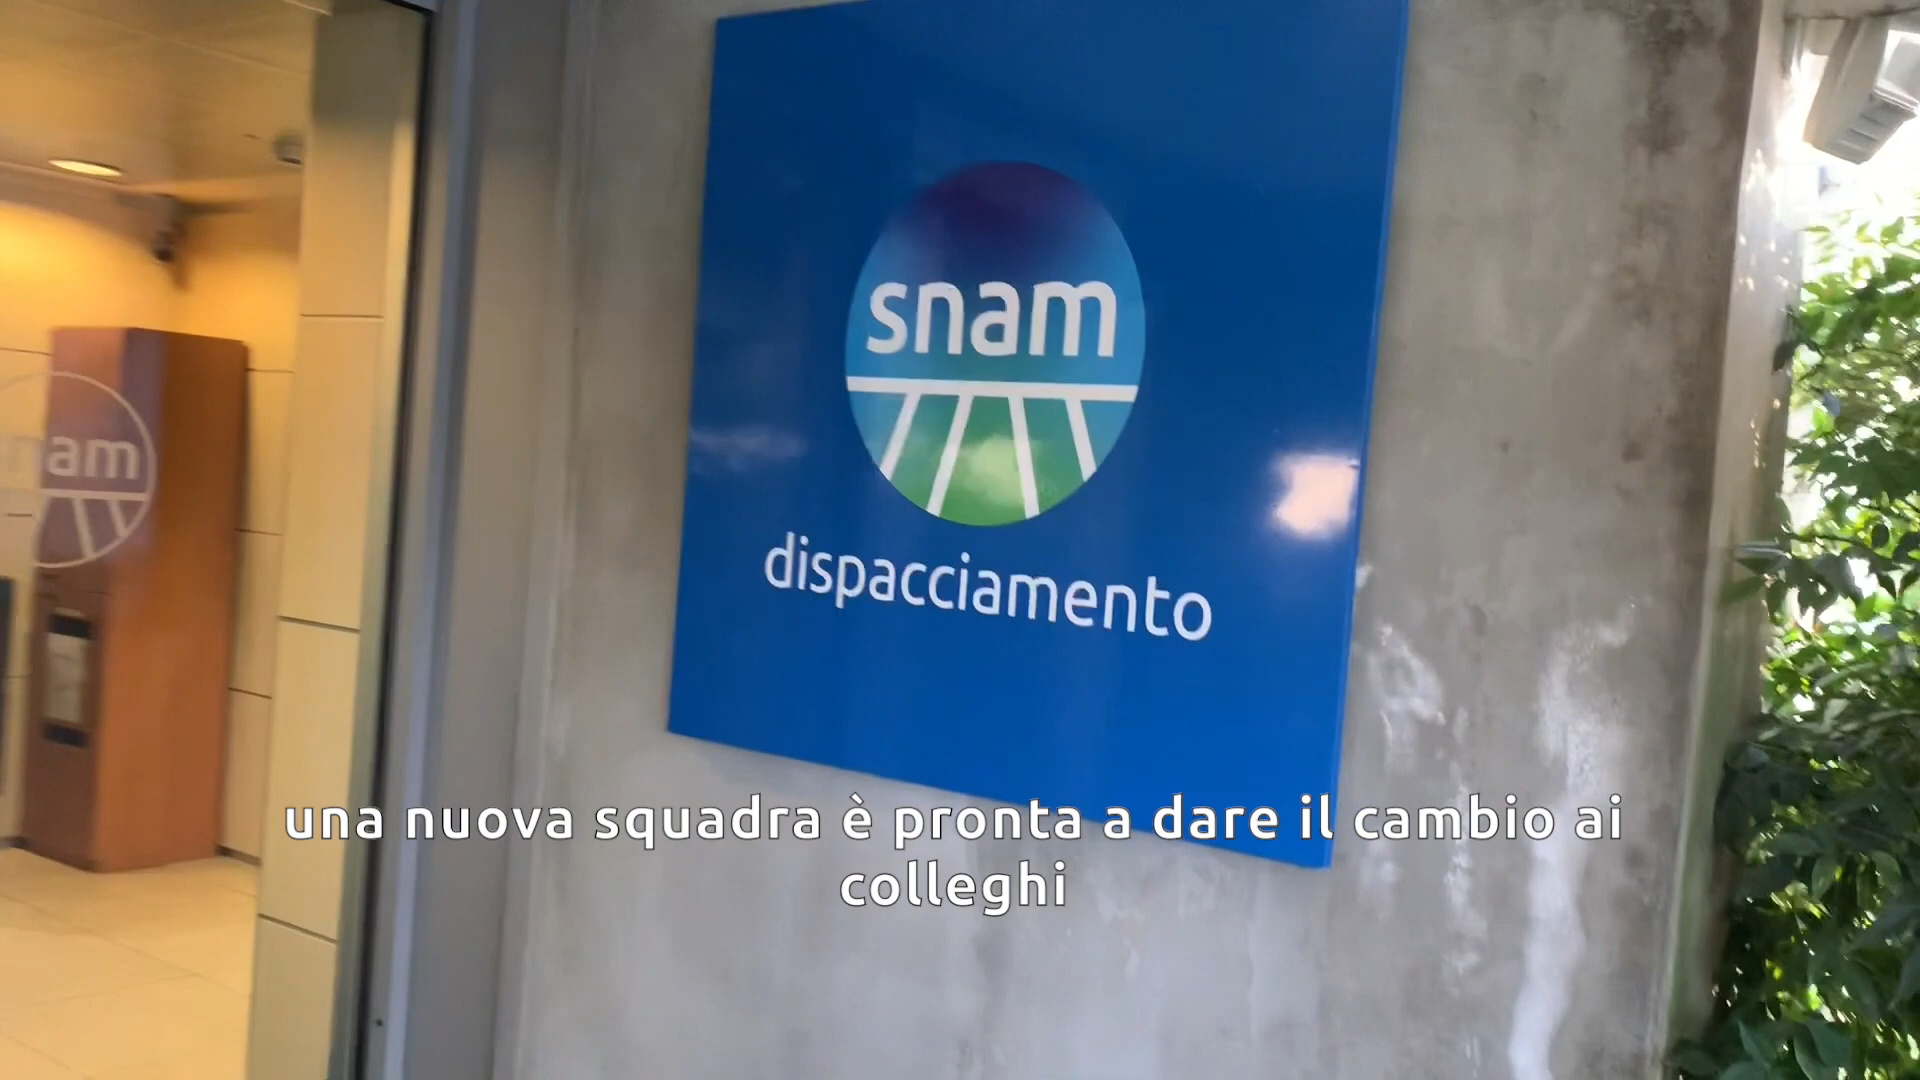 snam
nam
dispacciamento
una nuova squadra è pronta a dare il cambio ai
colleghi